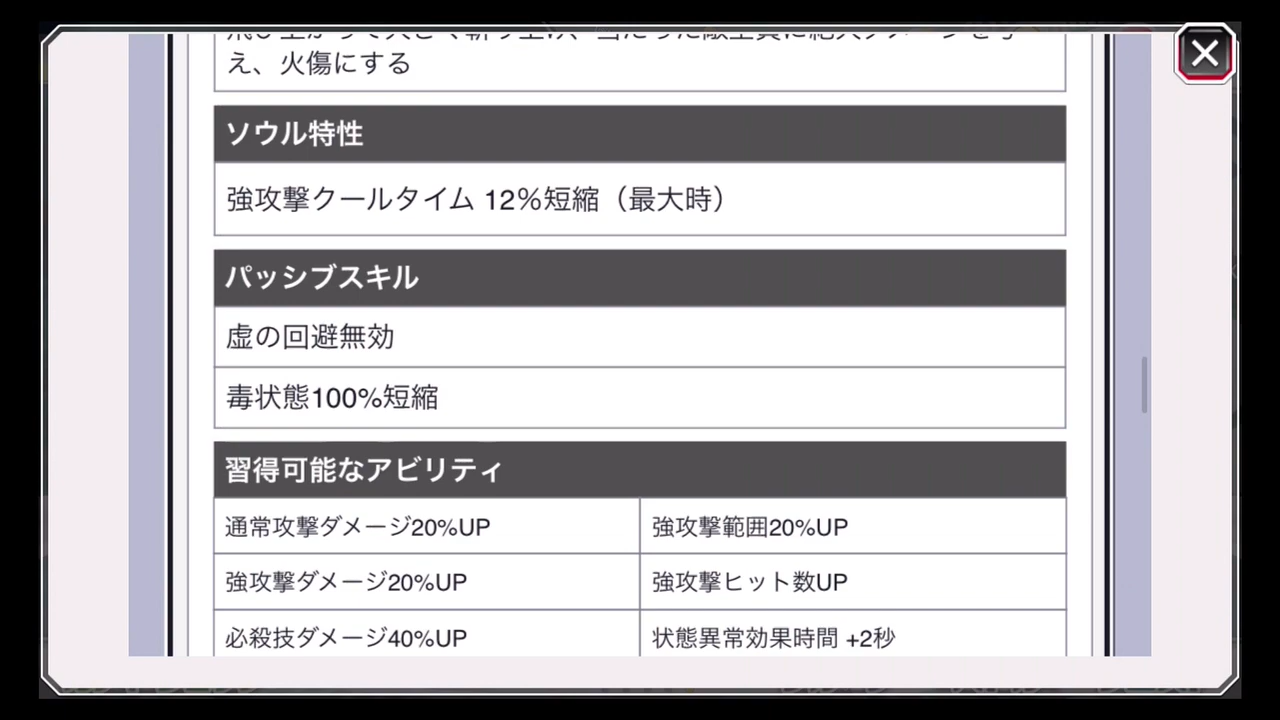 え、火傷にする
ソウル特性
強攻撃クールタイム 12%短縮（最大時）
パッシブスキル
虚の回避無効
毒状態100%短縮
習得可能なアビリティ
通常攻撃ダメージ20%UP
強攻撃範囲20%UP
強攻撃ダメージ20%UP
強攻撃ヒット数UP
必殺技ダメージ40%UP
状態異常効果時間 +2秒